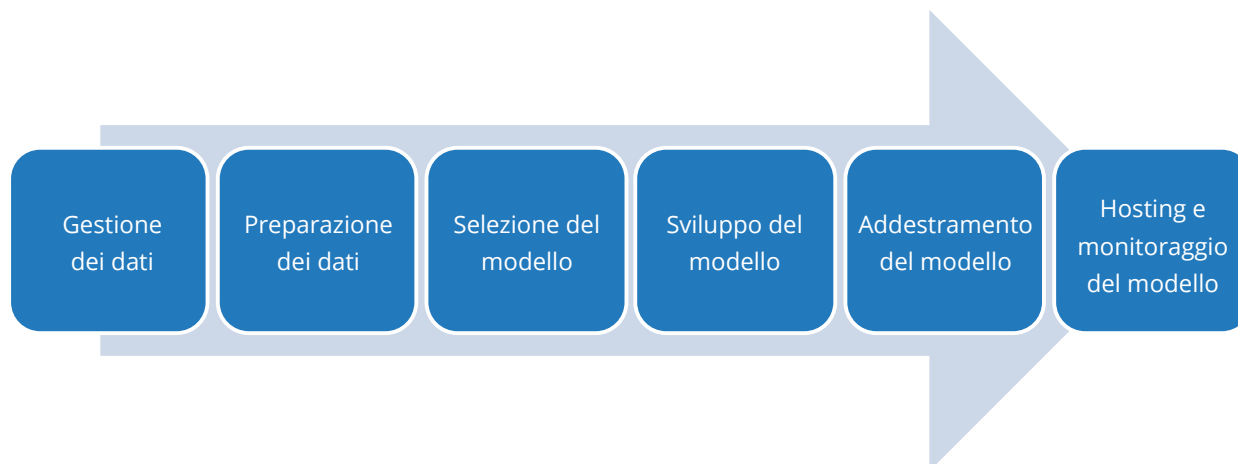 Gestione
dei dati
Preparazione
dei dati
Selezione del
modello
Sviluppo del
modello
Addestramento
del modello
Hosting e
monitoraggio
del modello